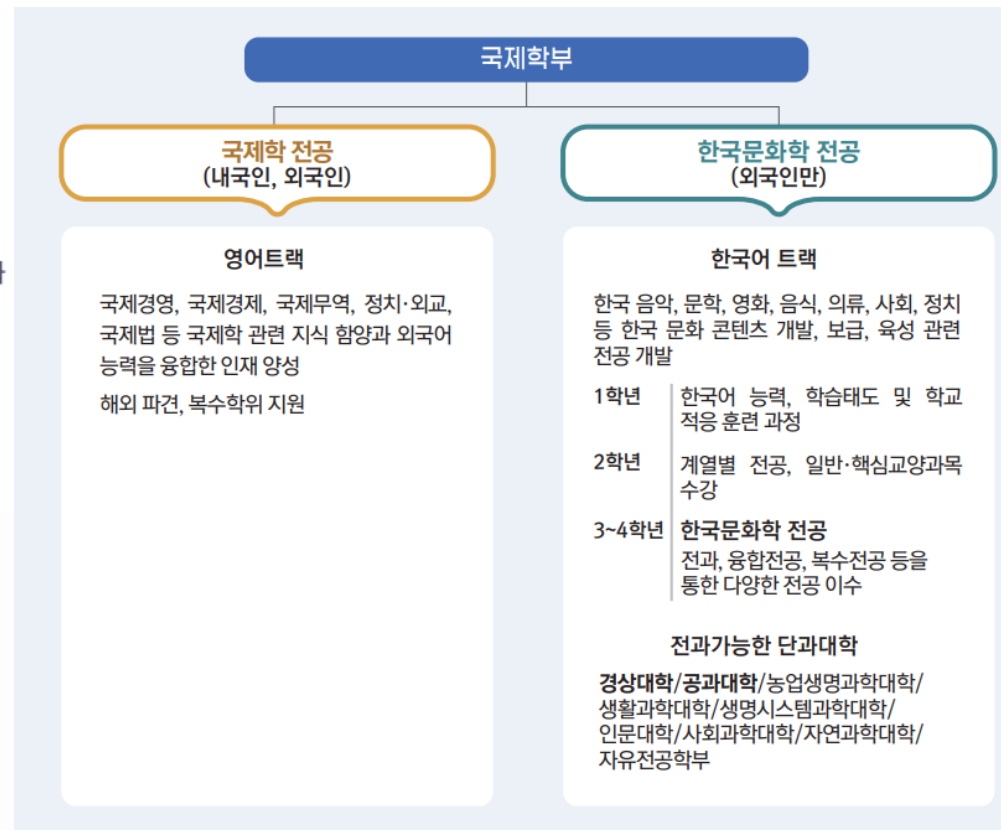 국제학부
국제학 전공
(내국인, 외국인)
영어트랙
국제경영, 국제경제, 국제무역, 정치·외교,
국제법 등 국제학 관련 지식 함양과 외국어
능력을 융합한 인재 양성
해외 파견, 복수학위 지원
한국문화학 전공
(외국인만)
한국어 트랙
한국 음악, 문학, 영화, 음식, 의류, 사회, 정치
등 한국 문화 콘텐츠 개발, 보급, 육성 관련
전공 개발
1학년 한국어 능력, 학습태도 및 학교
적응 훈련 과정
2학년 계열별 전공, 일반·핵심교양과목
수강
3~4학년 한국문화학 전공
전과, 융합전공, 복수전공 등을
통한 다양한 전공 이수
전과가능한 단과대학
경상대학/공과대학/농업생명과학대학/
생활과학대학/생명시스템과학대학/
인문대학/사회과학대학/자연과학대학/
자유전공학부